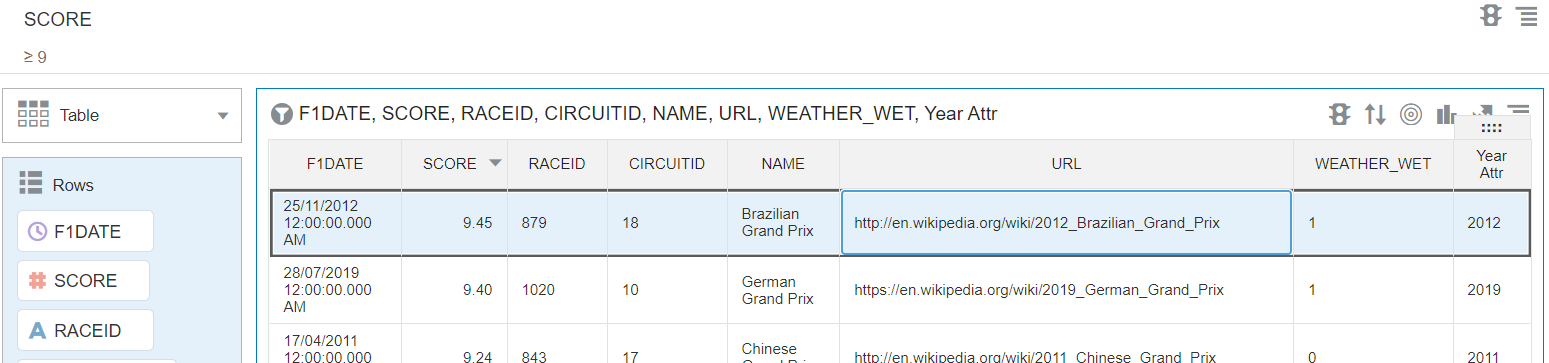 SCORE
≥ 9
Table
F1DATE, SCORE, RACEID, CIRCUITID, NAME, URL, WEATHER_WET, Year Attr
Rows
F1DATE
SCORE
RACEID
F1DATE SCORE RACEID CIRCUITID NAME URL WEATHER_WET Year
Attr
25/11/2012
12:00:00.000
AM
9.45 879 18
Brazilian
Grand Prix
http://en.wikipedia.org/wiki/2012_Brazilian_Grand_Prix 1 2012
28/07/2019
12:00:00.000
AM
9.40 1020 10
German
Grand Prix
https://en.wikipedia.org/wiki/2019_German_Grand_Prix 1 2019
17/04/2011
12:00:00.000
9.24 843 17
Chinese
Grand Prix
http://en.wikipedia.org/wiki/2011_Chinese_Grand_Prix 0 2011